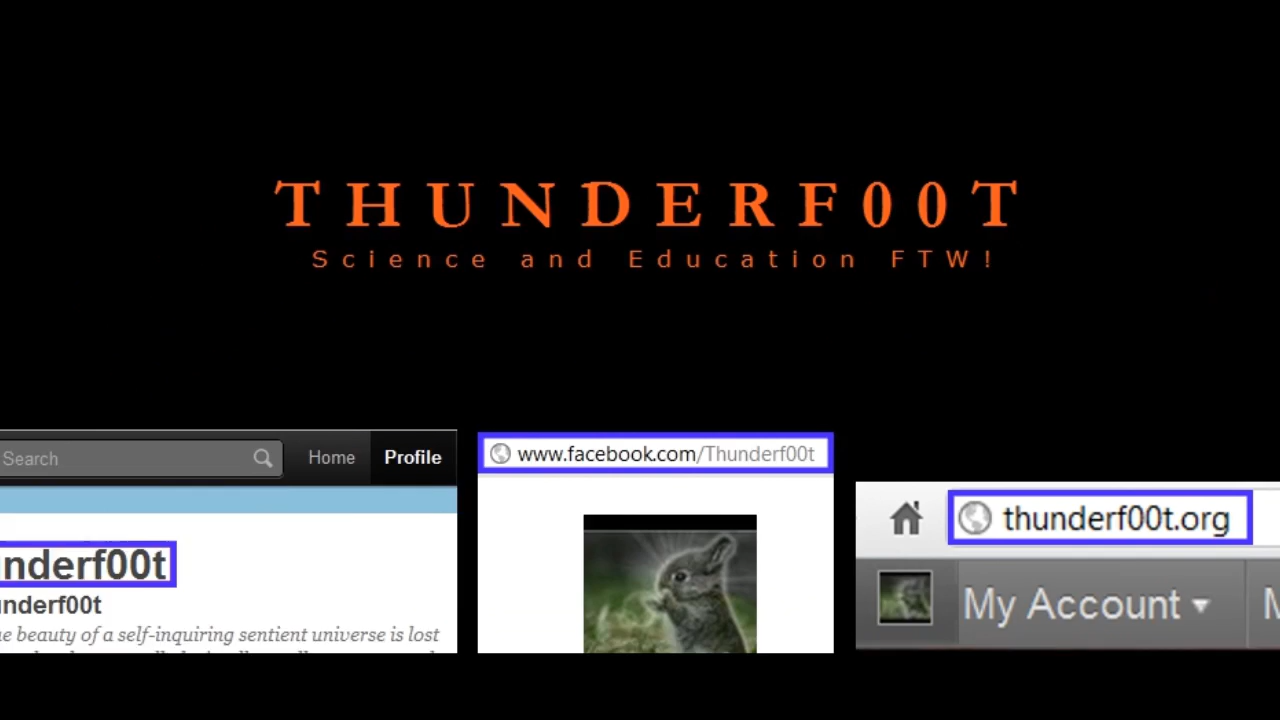 THUNDERF00T
Science and Education FTW!
Search
Home
Profile
nderf00t
underf00t
e beauty of a self-inquiring sentient universe is lost
www.facebook.com/Thunderf00t
thunderf00t.org
My Account